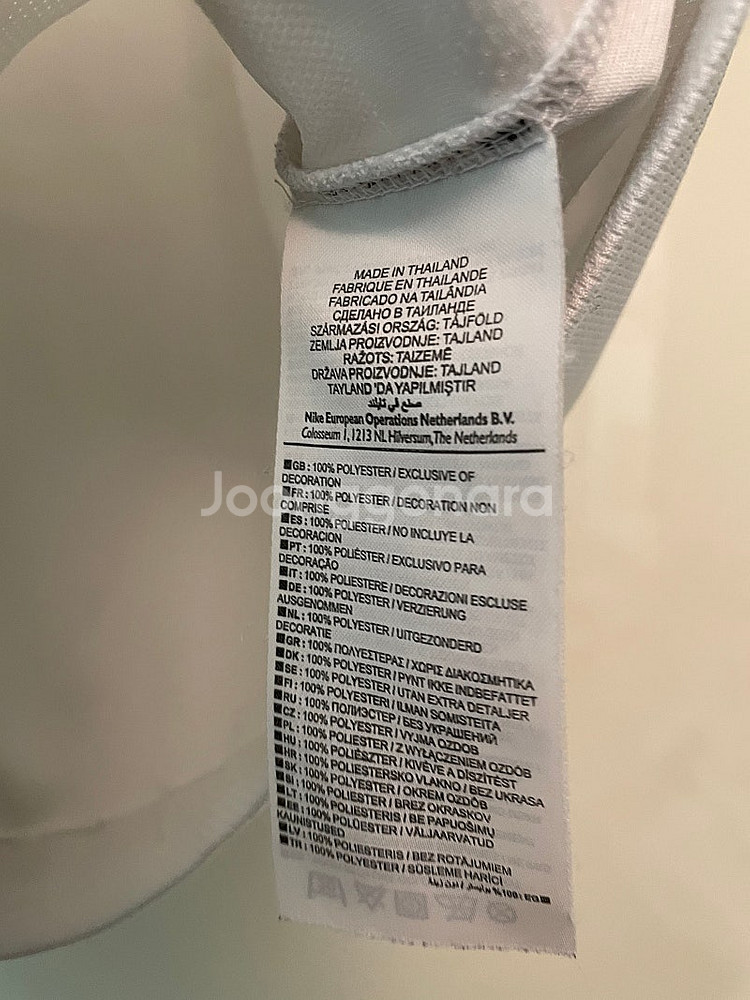 MADE IN THAILAND
FABRIQUE EN THAILANDE
FABRICADO NA TAILÂNDIA
СДЕЛАНО В ТАИЛАНДЕ
SZÁRMAZÁSI ORSZÁG: TÁJFÖLD
ZEMLJA PROIZVODNJE: TAJLAND
RAŽOTS: TAIZEMĒ
DRŽAVA PROIZVODNJE: TAJLAND
TAYLAND 'DA YAPILMIŞTIR
صنع في تايلند
Nike European Operations Netherlands B.V.
Colosseum 1, 1213 NL Hilversum, The Netherlands
GB : 100% POLYESTER / EXCLUSIVE OF
DECORATION
FR : 100% POLYESTER / DECORATION NON
COMPRISE
ES : 100% POLIESTER / NO INCLUYE LA
DECORACION
PT : 100% POLIÉSTER / EXCLUSIVO PARA
DECORAÇÃO
IT : 100% POLIESTERE / DECORAZIONI ESCLUSE
DE : 100% POLYESTER / VERZIERUNG
AUSGENOMMEN
NL : 100% POLYESTER / UITGEZONDERD
DECORATIE
GR : 100% ΠΟΛΥΕΣΤΕΡΑΣ / ΧΩΡΙΣ ΔΙΑΚΟΣΜΗΤΙΚΑ
DK : 100% POLYESTER / PYNT IKKE INDBEFATTET
SE : 100% POLYESTER / UTAN EXTRA DETALJER
FI : 100% POLYESTERI / ILMAN SOMISTEITA
RU : 100% ПОЛИЭСТЕР / БЕЗ УКРАШЕНИЙ
CZ : 100% POLYESTER / VYJMA OZDOB
PL : 100% POLIESTER / Z WYŁĄCZENIEM OZDÓB
HU : 100% POLIÉSZTER / KIVÉVE A DÍSZÍTÉST
HR : 100% POLIESTERSKO VLAKNO / BEZ UKRASA
SK : 100% POLYESTER / OKREM OZDÔB
SI : 100% POLIESTER / BREZ OKRASKOV
LT : 100% POLIESTERIS / BE PAPUOŠIMŲ
EE : 100% POLÜESTER / VÄLJAARVATUD
KAUNISTUSED
LV : 100% POLIESTERIS / BEZ ROTĀJUMIEM
TR : 100% POLYESTER / SÜSLEME HARİCİ
Joonggonara